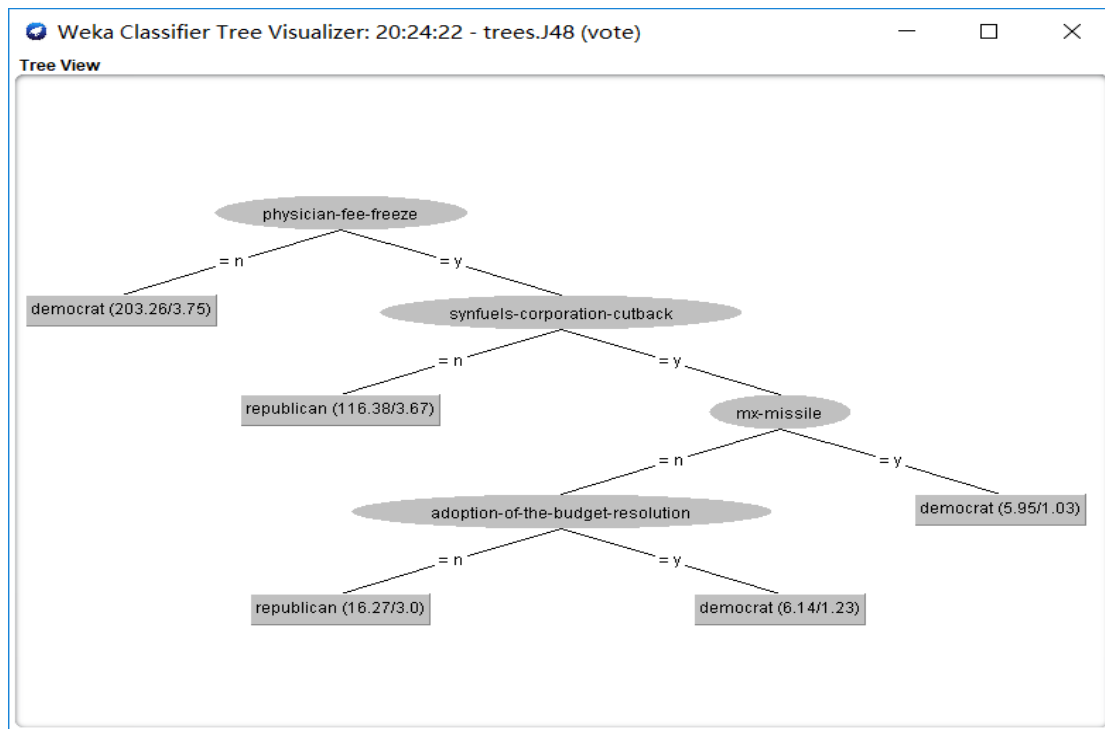 Weka Classifier Tree Visualizer: 20:24:22 - trees.J48 (vote)
Tree View
physician-fee-freeze
= n
= y
democrat (203.26/3.75)
synfuels-corporation-cutback
= n
= y
republican (116.38/3.67)
mx-missile
= n
= y
adoption-of-the-budget-resolution
democrat (5.95/1.03)
= n
= y
republican (16.27/3.0)
democrat (6.14/1.23)